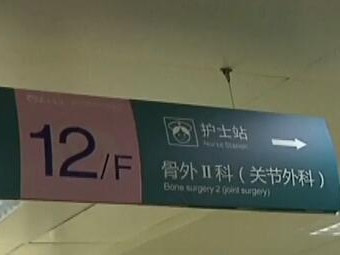 12/F
护士站
Nurse Station
骨外Ⅱ科（关节外科）
Bone surgery 2 (joint surgery)